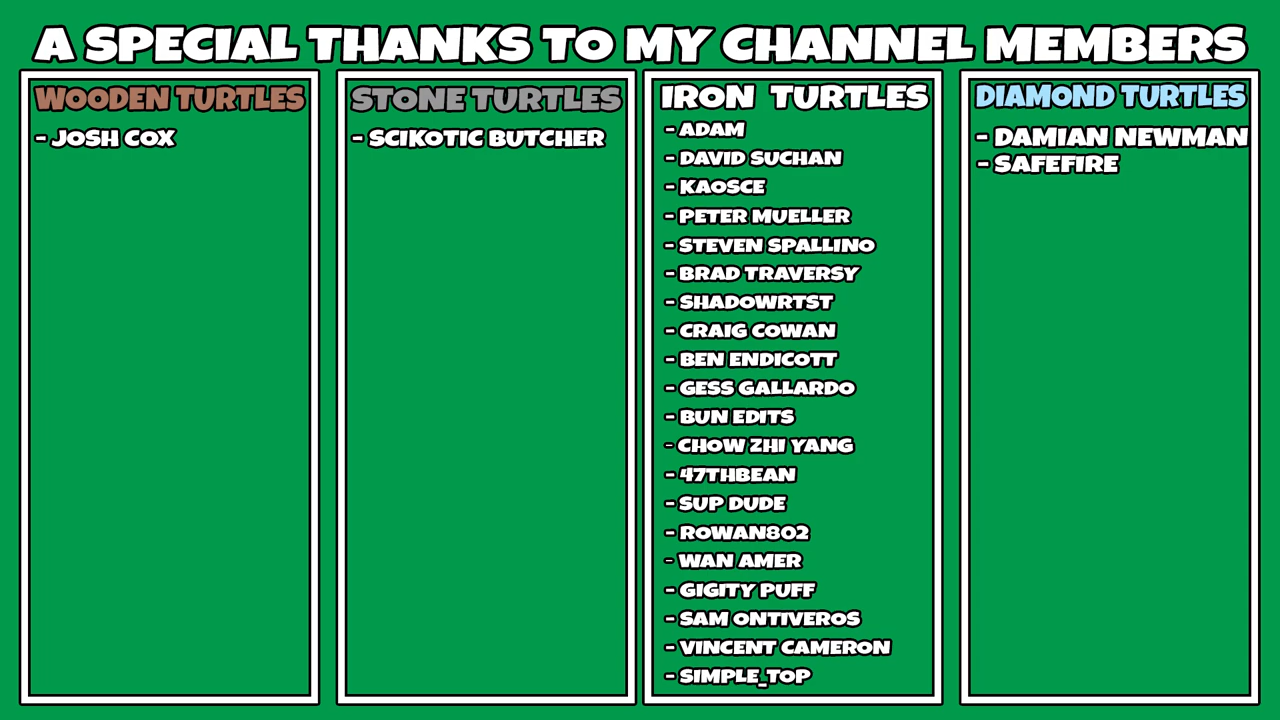 A SPECIAL THANKS TO MY CHANNEL MEMBERS
WOODEN TURTLES
- JOSH COX
STONE TURTLES
- SCIKOTIC BUTCHER
IRON TURTLES
- ADAM
- DAVID SUCHAN
- KAOSCE
- PETER MUELLER
- STEVEN SPALLINO
- BRAD TRAVERSY
- SHADOWRTST
- CRAIG COWAN
- BEN ENDICOTT
- GESS GALLARDO
- BUN EDITS
- CHOW ZHI YANG
- 47THBEAN
- SUP DUDE
- ROWAN802
- WAN AMER
- GIGITY PUFF
- SAM ONTIVEROS
- VINCENT CAMERON
- SIMPLE_TOP
DIAMOND TURTLES
- DAMIAN NEWMAN
- SAFEFIRE